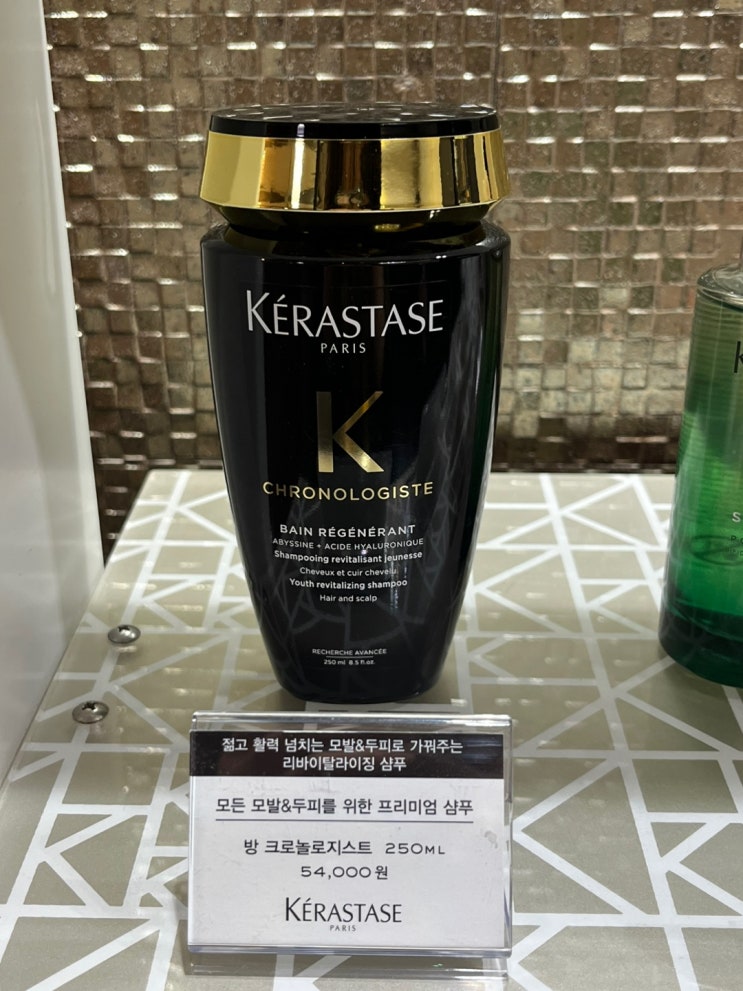 KÉRASTASE
PARIS
K
CHRONOLOGISTE
BAIN RÉGÉNÉRANT
ABYSSINE + ACIDE HYALURONIQUE
Shampooing revitalisant jeunesse
Cheveux et cuir chevelu
Youth revitalizing shampoo
Hair and scalp
RECHERCHE AVANCÉE
250 ml 8.5 fl.oz.
젊고 활력 넘치는 모발&두피로 가꿔주는
리바이탈라이징 샴푸
모든 모발&두피를 위한 프리미엄 샴푸
방 크로놀로지스트 250ML
54,000원
KÉRASTASE
PARIS